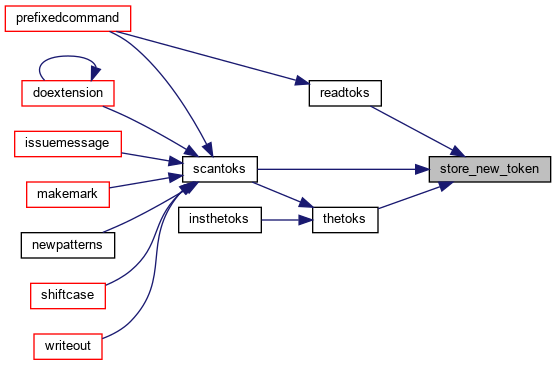 prefixedcommand
doextension
readtoks
issuemessage
scantoks
store_new_token
makemark
insthetoks
thetoks
newpatterns
shiftcase
writeout